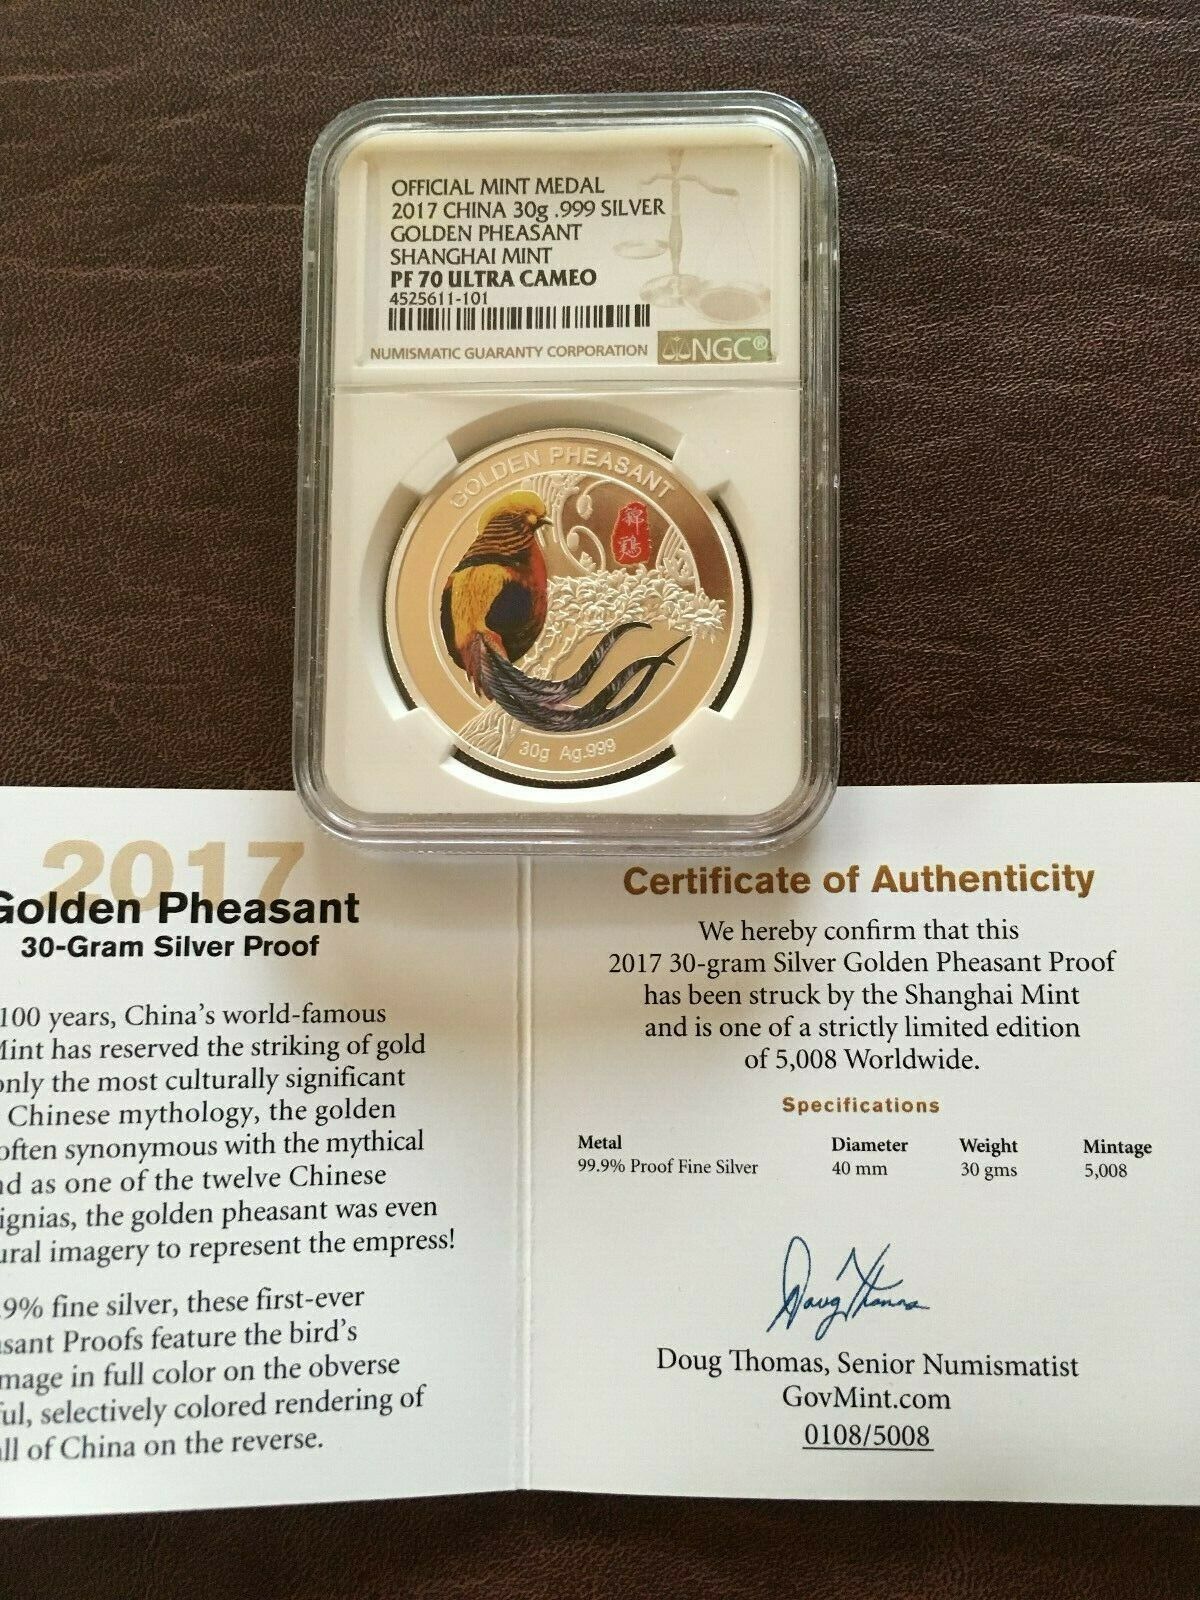 OFFICIAL MINT MEDAL
2017 CHINA 30g .999 SILVER
GOLDEN PHEASANT
SHANGHAI MINT
PF 70 ULTRA CAMEO
4525611-101
NUMISMATIC GUARANTY CORPORATION
NGC®
GOLDEN PHEASANT
錦
鷄
30g Ag.999
2017
Golden Pheasant
30-Gram Silver Proof
100 years, China's world-famous
Mint has reserved the striking of gold
only the most culturally significant
Chinese mythology, the golden
often synonymous with the mythical
as one of the twelve Chinese
the golden pheasant was even
imagery to represent the empress!
.9% fine silver, these first-ever
Proofs feature the bird's
in full color on the obverse
selectively colored rendering of
of China on the reverse.
Certificate of Authenticity
We hereby confirm that this
2017 30-gram Silver Golden Pheasant Proof
has been struck by the Shanghai Mint
and is one of a strictly limited edition
of 5,008 Worldwide.
Specifications
Metal Diameter Weight Mintage
99.9% Proof Fine Silver 40 mm 30 gms 5,008
Doug Thomas
Doug Thomas, Senior Numismatist
GovMint.com
0108/5008